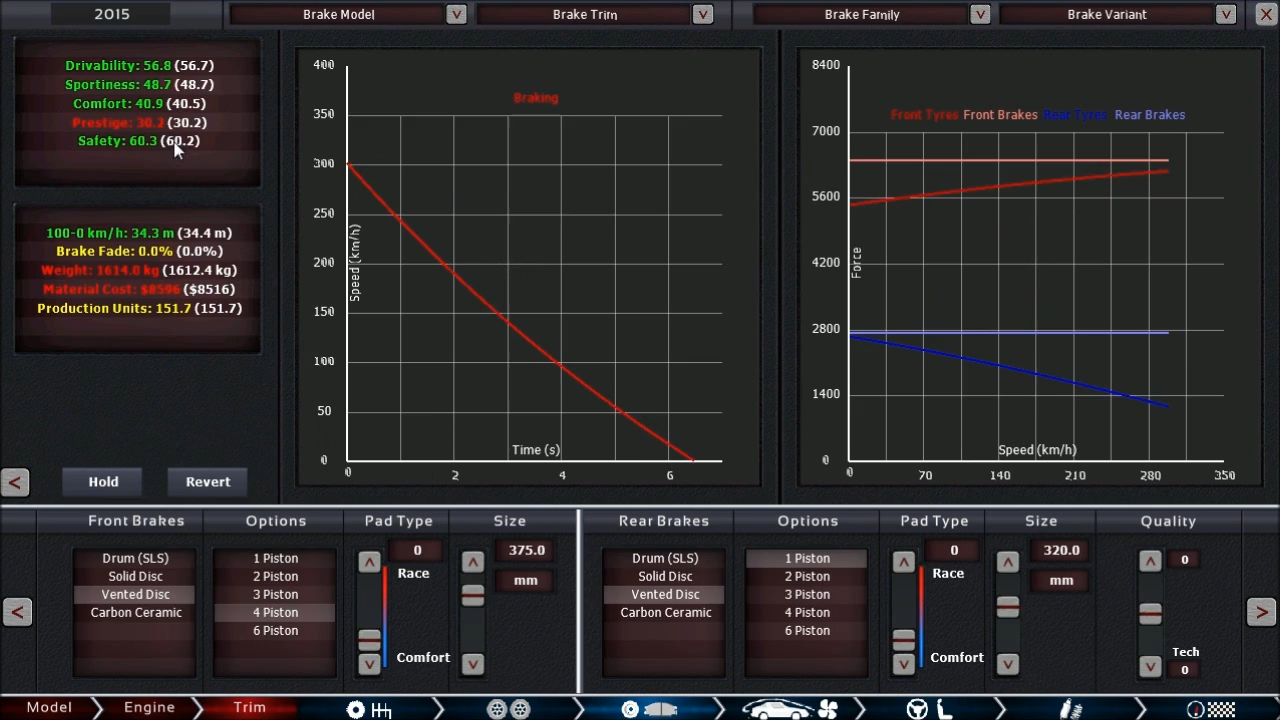 2015
Brake Model
Brake Trim
Brake Family
Brake Variant
Drivability: 56.8 (56.7)
Sportiness: 48.7 (48.7)
Comfort: 40.9 (40.5)
Prestige: 30.2 (30.2)
Safety: 60.3 (60.2)
100-0 km/h: 34.3 m (34.4 m)
Brake Fade: 0.0% (0.0%)
Weight: 1614.0 kg (1612.4 kg)
Material Cost: $8596 ($8516)
Production Units: 151.7 (151.7)
Hold
Revert
400
350
300
250
200
150
100
50
0
Braking
Speed (km/h)
Time (s)
0 2 4 6
8400
7000
5600
4200
2800
1400
0
Front Tyres Front Brakes Rear Tyres Rear Brakes
Force
Speed (km/h)
0 70 140 210 280 350
Front Brakes
Drum (SLS)
Solid Disc
Vented Disc
Carbon Ceramic
Options
1 Piston
2 Piston
3 Piston
4 Piston
6 Piston
Pad Type
0
Race
Comfort
Size
375.0
mm
Rear Brakes
Drum (SLS)
Solid Disc
Vented Disc
Carbon Ceramic
Options
1 Piston
2 Piston
3 Piston
4 Piston
6 Piston
Pad Type
0
Race
Comfort
Size
320.0
mm
Quality
0
Tech
0
Model
Engine
Trim